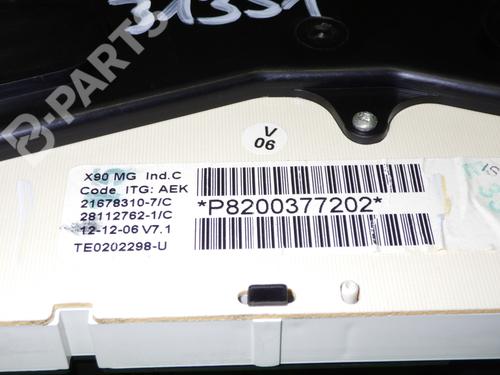 31351
B-PARTS
V
06
X90 MG Ind.C
Code ITG: AEK
21678310-7/C
28112762-1/C
12-12-06 V7.1
TE0202298-U
*P8200377202*